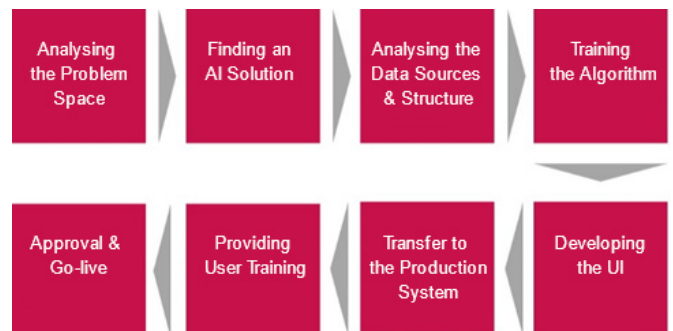 Analysing
the Problem
Space
Finding an
AI Solution
Analysing the
Data Sources
& Structure
Training
the Algorithm
Approval &
Go-live
Providing
User Training
Transfer to
the Production
System
Developing
the UI